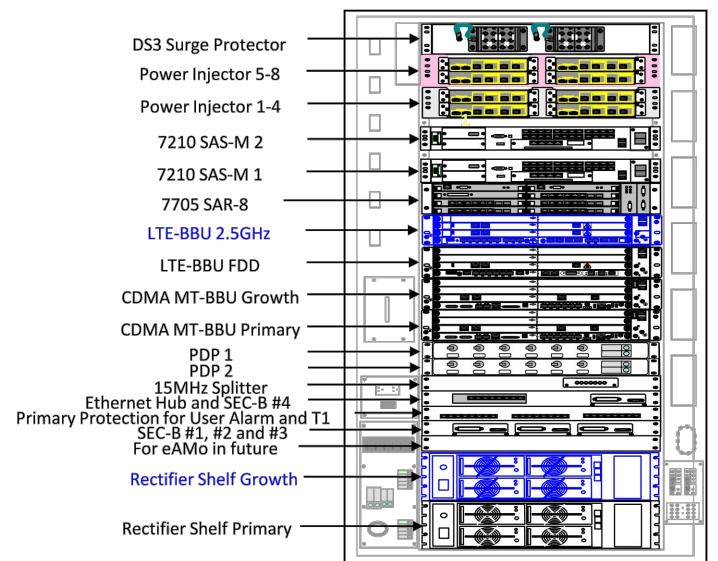 DS3 Surge Protector
Power Injector 5-8
Power Injector 1-4
7210 SAS-M 2
7210 SAS-M 1
7705 SAR-8
LTE-BBU 2.5GHz
LTE-BBU FDD
CDMA MT-BBU Growth
CDMA MT-BBU Primary
PDP 1
PDP 2
15MHz Splitter
Ethernet Hub and SEC-B #4
Primary Protection for User Alarm and T1
SEC-B #1, #2 and #3
For eAMo in future
Rectifier Shelf Growth
Rectifier Shelf Primary